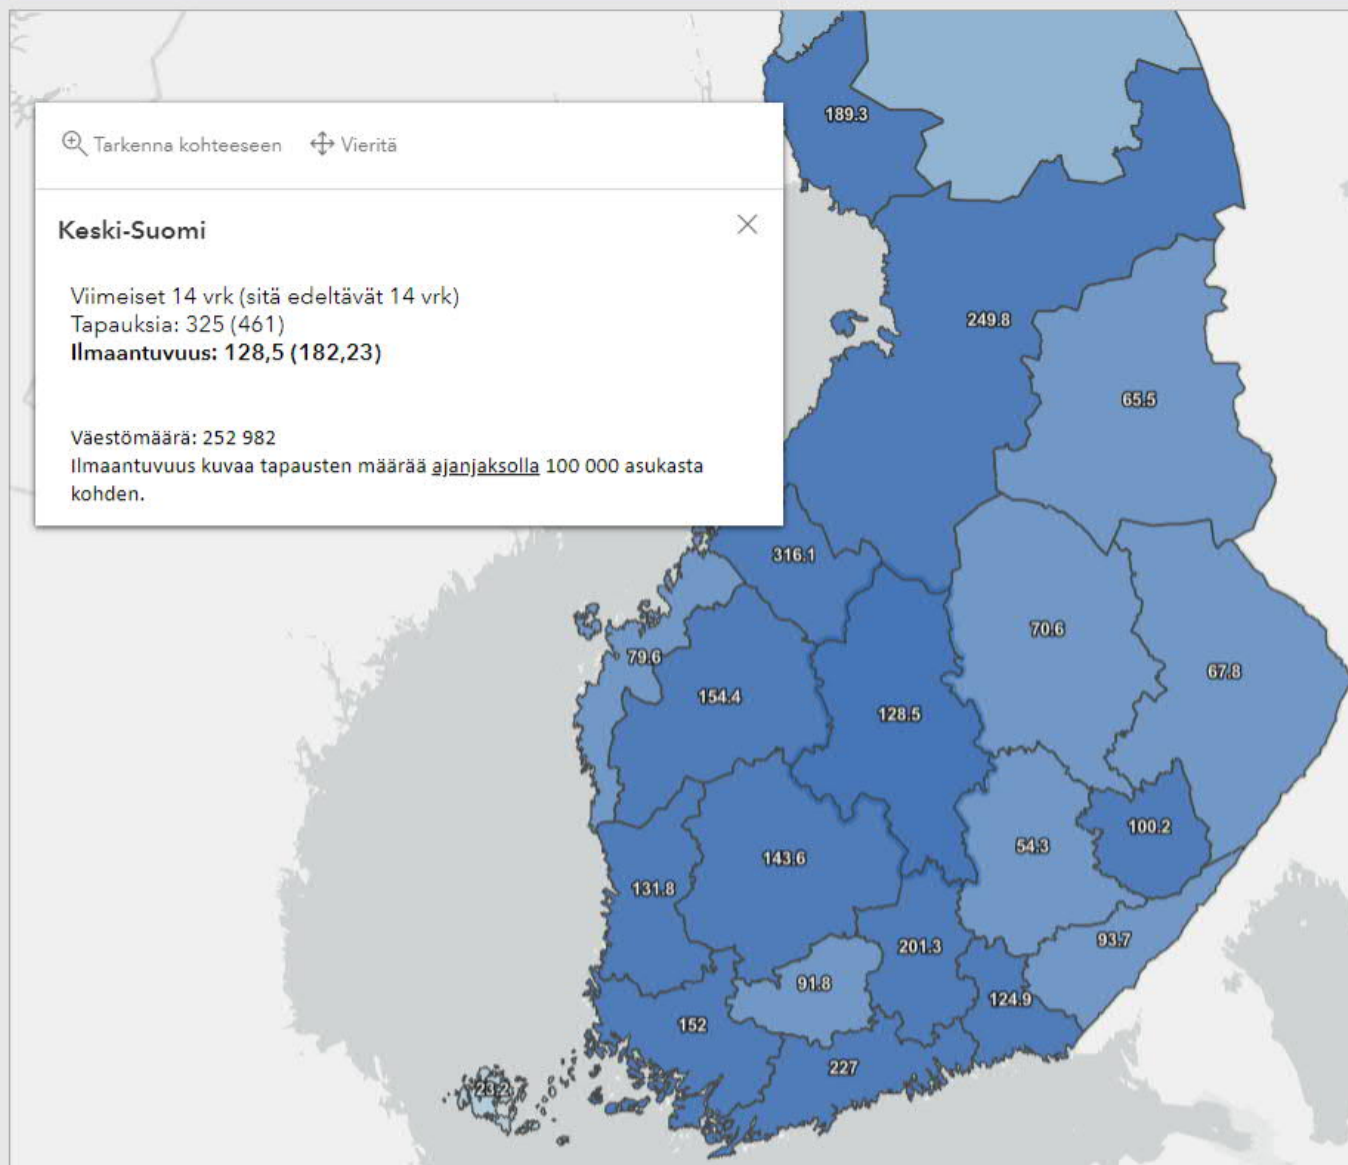 Tarkenna kohteeseen Vieritä
Keski-Suomi
Viimeiset 14 vrk (sitä edeltävät 14 vrk)
Tapauksia: 325 (461)
Ilmaantuvuus: 128,5 (182,23)
Väestömäärä: 252 982
Ilmaantuvuus kuvaa tapausten määrää ajanjaksolla 100 000 asukasta
kohden.
189.3
249.8
65.5
316.1
70.6
79.6
67.8
154.4
128.5
100.2
54.3
143.6
131.8
93.7
201.3
91.8
124.9
152
227
23.2